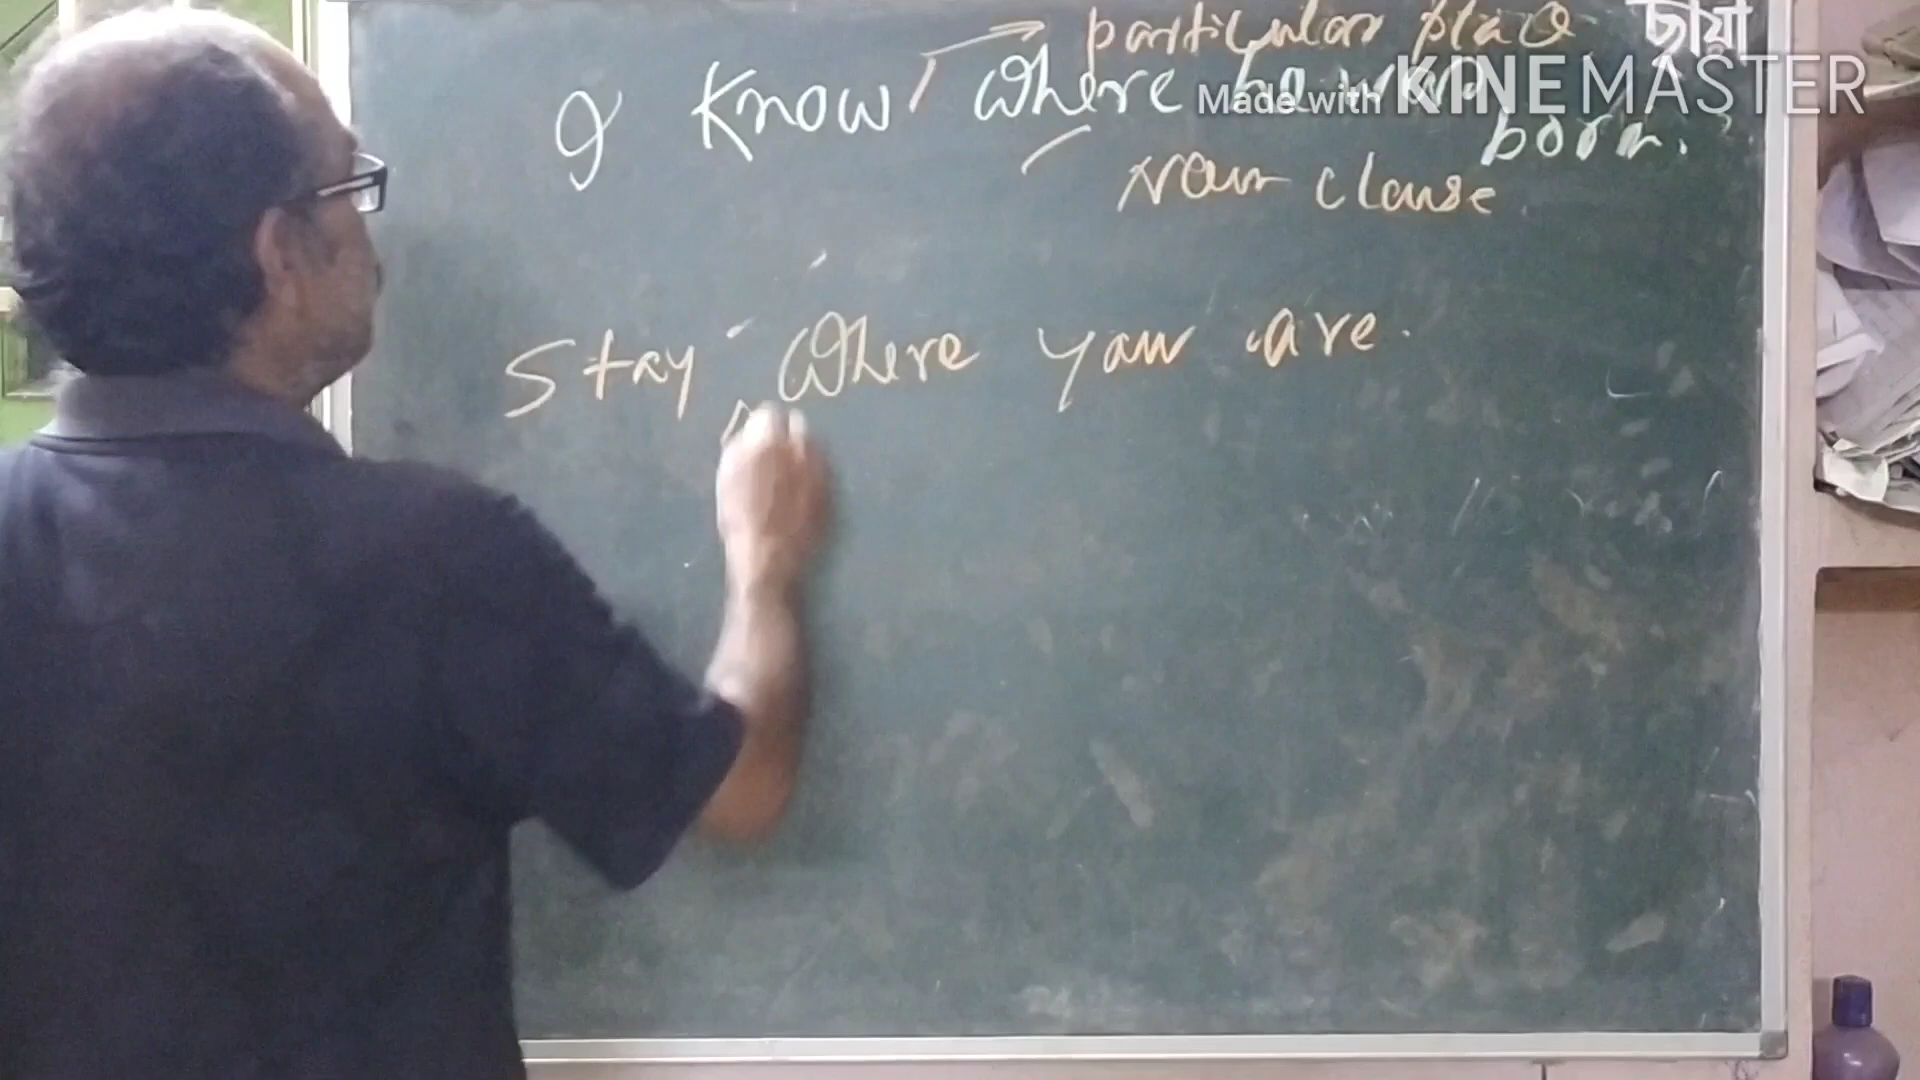 particular place
ছায়া
Made with KINEMASTER
I know where he was
born.
Noun clause.
Stay where you are.